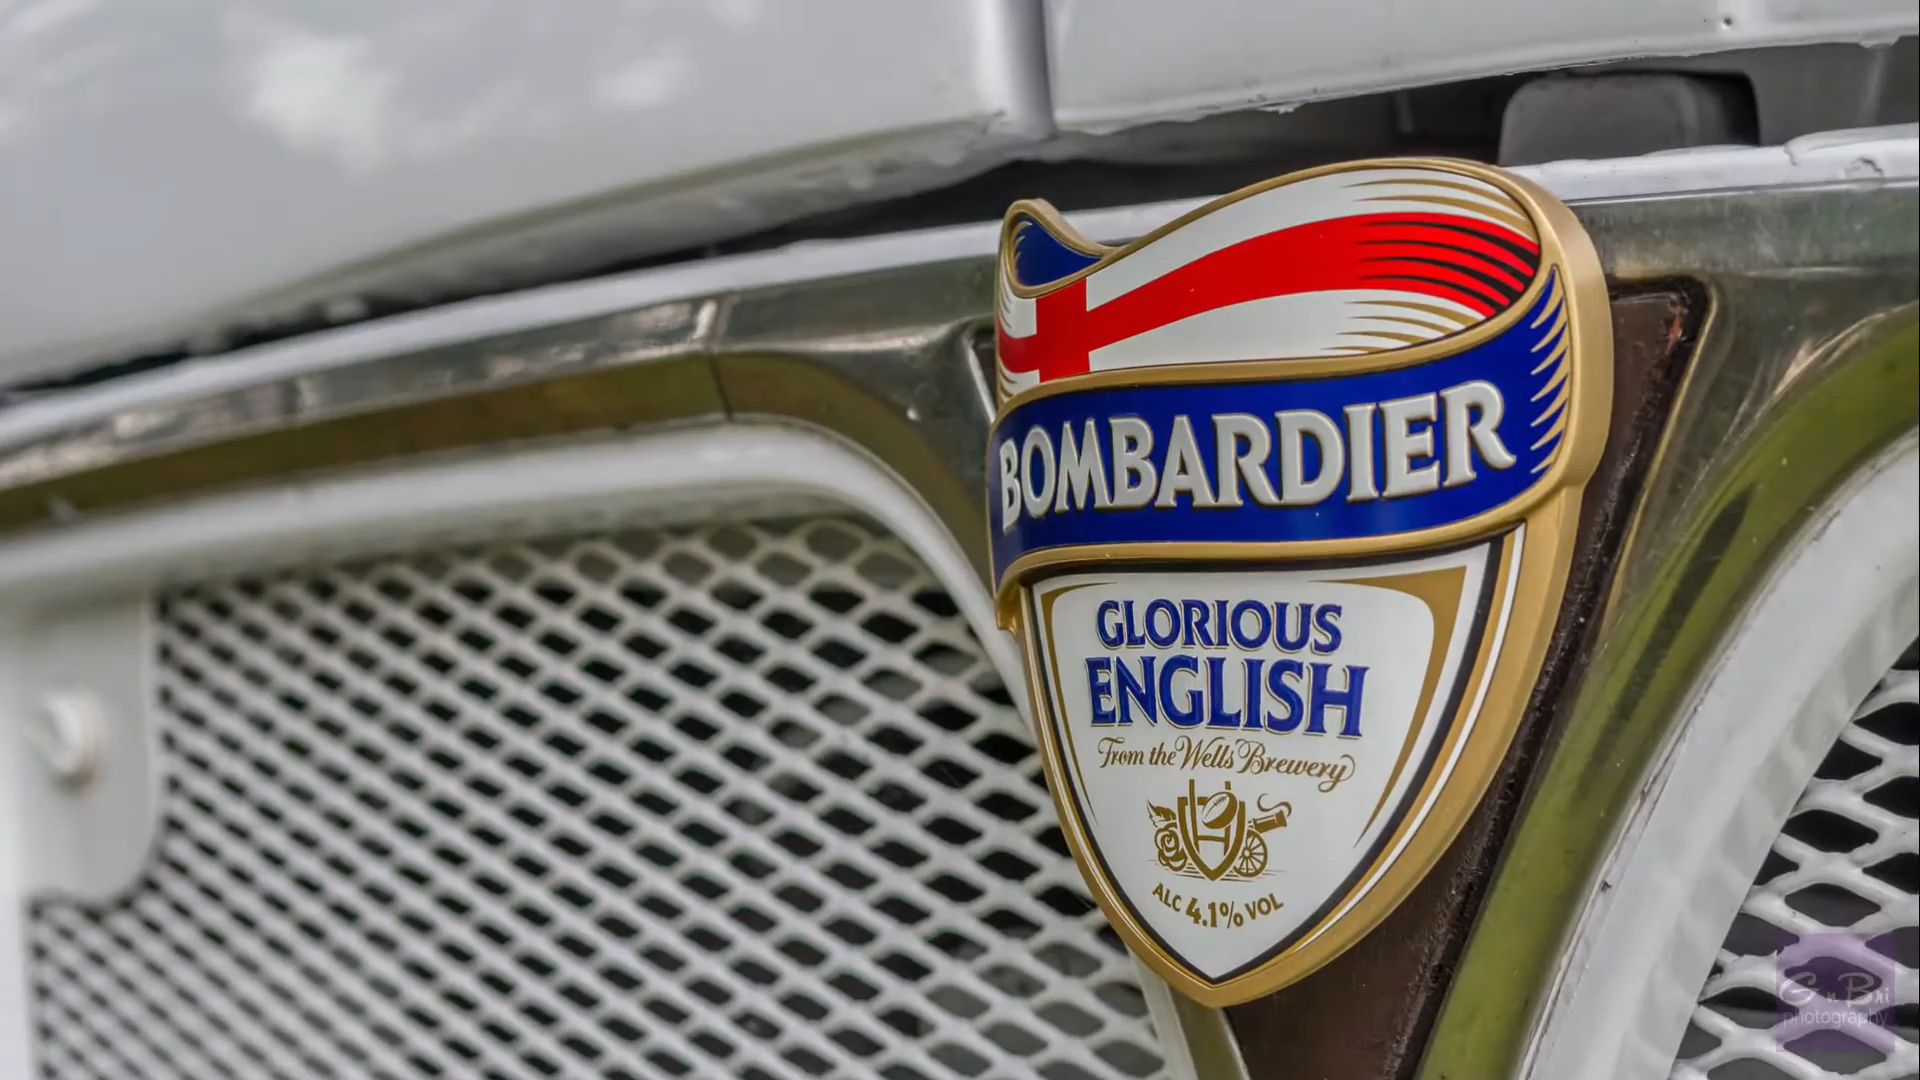 BOMBARDIER
GLORIOUS
ENGLISH
From the Wells Brewery
ALC 4.1% VOL
G n Bri
photography